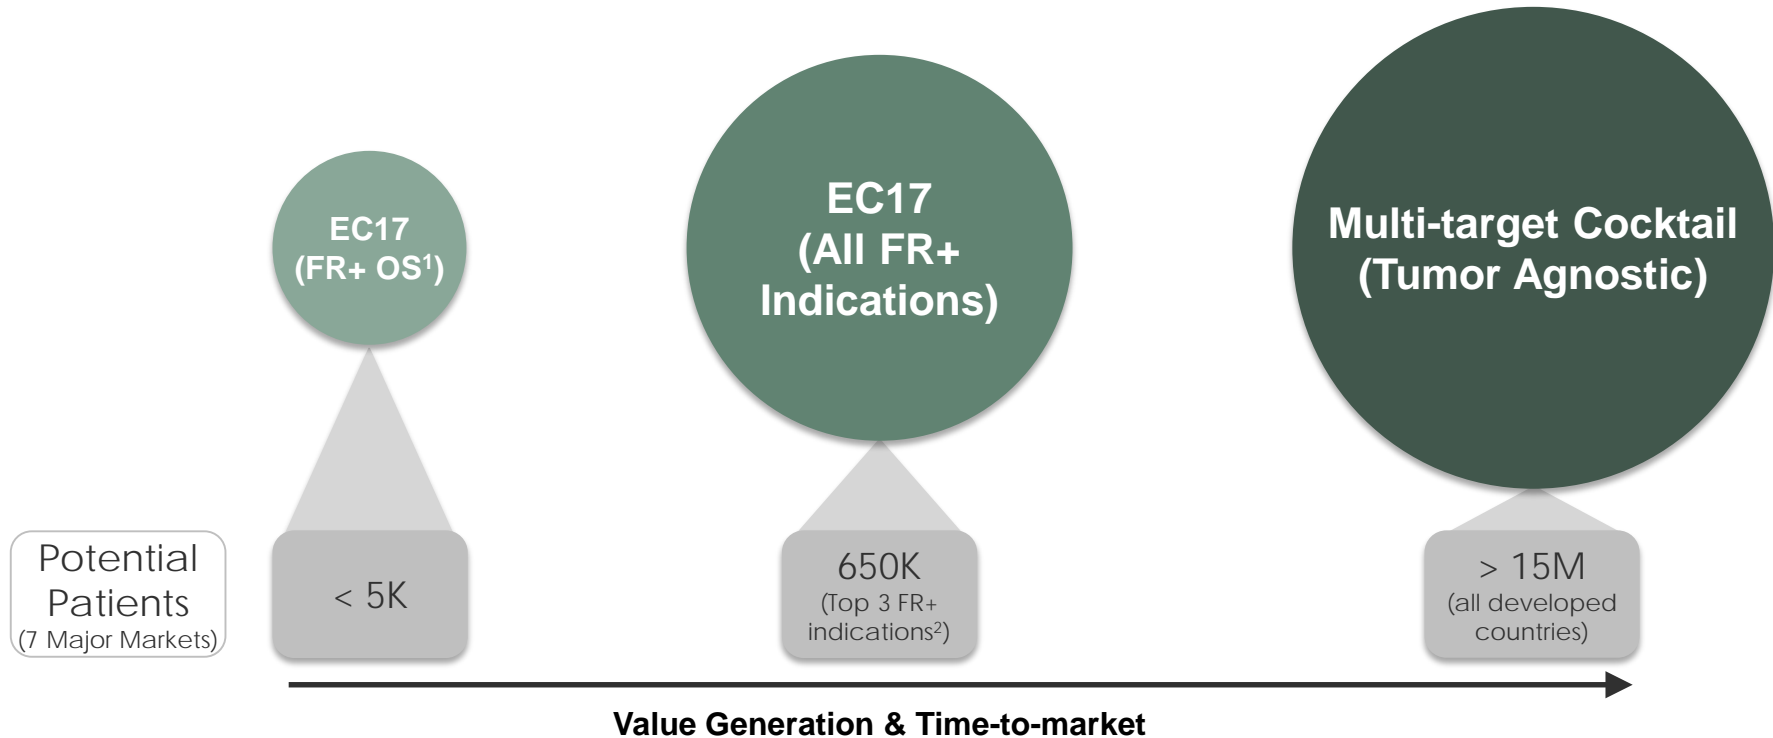 EC17
(FR+ OS¹)
EC17
(All FR+
Indications)
Multi-target Cocktail
(Tumor Agnostic)
Potential
Patients
(7 Major Markets)
< 5K
650K
(Top 3 FR+
indications²)
> 15M
(all developed
countries)
Value Generation & Time-to-market